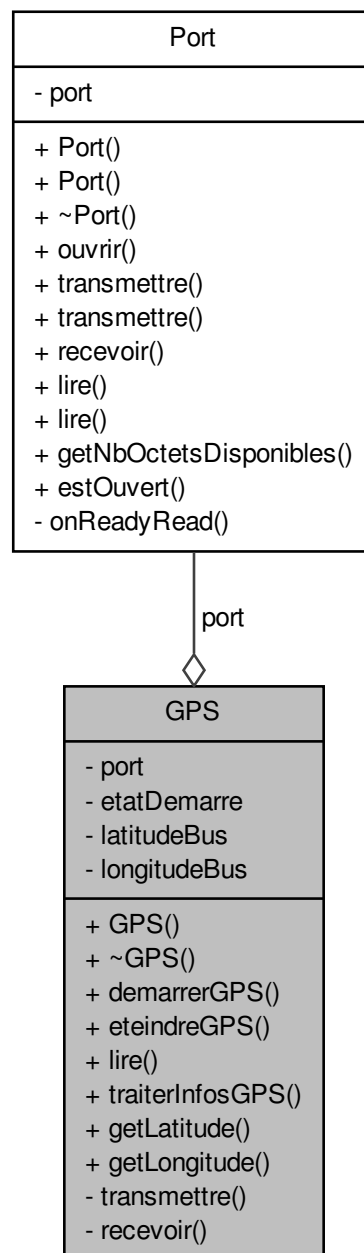 Port
- port
+ Port()
+ Port()
+ ~Port()
+ ouvrir()
+ transmettre()
+ transmettre()
+ recevoir()
+ lire()
+ lire()
+ getNbOctetsDisponibles()
+ estOuvert()
- onReadyRead()
port
GPS
- port
- etatDemarre
- latitudeBus
- longitudeBus
+ GPS()
+ ~GPS()
+ demarrerGPS()
+ eteindreGPS()
+ lire()
+ traiterInfosGPS()
+ getLatitude()
+ getLongitude()
- transmettre()
- recevoir()